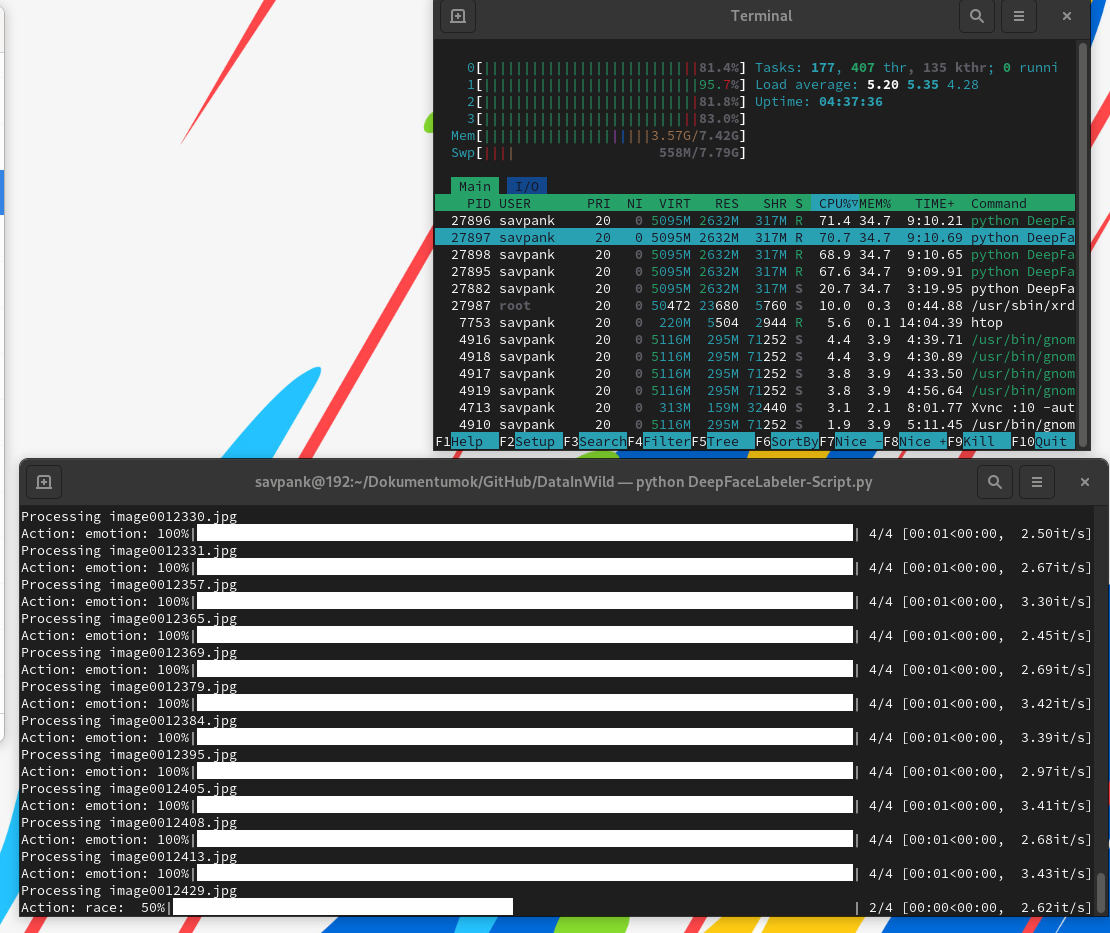 Terminal
0[||||||||||||||||||||||||||||81.4%] Tasks: 177, 407 thr, 135 kthr; 0 runni
1[||||||||||||||||||||||||||||95.7%] Load average: 5.20 5.35 4.28
2[||||||||||||||||||||||||||||81.8%] Uptime: 04:37:36
3[||||||||||||||||||||||||||||83.0%]
Mem[|||||||||||||||||||||3.57G/7.42G]
Swp[|||| 558M/7.79G]
Main I/O
PID USER PRI NI VIRT RES SHR S CPU%▽MEM% TIME+ Command
27896 savpank 20 0 5095M 2632M 317M R 71.4 34.7 9:10.21 python DeepFa
27897 savpank 20 0 5095M 2632M 317M R 70.7 34.7 9:10.69 python DeepFa
27898 savpank 20 0 5095M 2632M 317M R 68.9 34.7 9:10.65 python DeepFa
27895 savpank 20 0 5095M 2632M 317M R 67.6 34.7 9:09.91 python DeepFa
27882 savpank 20 0 5095M 2632M 317M S 20.7 34.7 3:19.95 python DeepFa
27987 root 20 0 50472 23680 5760 S 10.0 0.3 0:44.88 /usr/sbin/xrd
7753 savpank 20 0 220M 5504 2944 R 5.6 0.1 14:04.39 htop
4916 savpank 20 0 5116M 295M 71252 S 4.4 3.9 4:39.71 /usr/bin/gnom
4918 savpank 20 0 5116M 295M 71252 S 4.4 3.9 4:30.89 /usr/bin/gnom
4917 savpank 20 0 5116M 295M 71252 S 3.8 3.9 4:33.50 /usr/bin/gnom
4919 savpank 20 0 5116M 295M 71252 S 3.8 3.9 4:56.64 /usr/bin/gnom
4713 savpank 20 0 313M 159M 32440 S 3.1 2.1 8:01.77 Xvnc :10 -aut
4910 savpank 20 0 5116M 295M 71252 S 1.9 3.9 5:11.45 /usr/bin/gnom
F1Help F2Setup F3SearchF4FilterF5Tree F6SortByF7Nice -F8Nice +F9Kill F10Quit
savpank@192:~/Dokumentumok/GitHub/DataInWild — python DeepFaceLabeler-Script.py
Processing image0012330.jpg
Action: emotion: 100%| | 4/4 [00:01<00:00, 2.50it/s]
Processing image0012331.jpg
Action: emotion: 100%| | 4/4 [00:01<00:00, 2.67it/s]
Processing image0012357.jpg
Action: emotion: 100%| | 4/4 [00:01<00:00, 3.30it/s]
Processing image0012365.jpg
Action: emotion: 100%| | 4/4 [00:01<00:00, 2.45it/s]
Processing image0012369.jpg
Action: emotion: 100%| | 4/4 [00:01<00:00, 2.69it/s]
Processing image0012379.jpg
Action: emotion: 100%| | 4/4 [00:01<00:00, 3.42it/s]
Processing image0012384.jpg
Action: emotion: 100%| | 4/4 [00:01<00:00, 3.39it/s]
Processing image0012395.jpg
Action: emotion: 100%| | 4/4 [00:01<00:00, 2.97it/s]
Processing image0012405.jpg
Action: emotion: 100%| | 4/4 [00:01<00:00, 3.41it/s]
Processing image0012408.jpg
Action: emotion: 100%| | 4/4 [00:01<00:00, 2.68it/s]
Processing image0012413.jpg
Action: emotion: 100%| | 4/4 [00:01<00:00, 3.43it/s]
Processing image0012429.jpg
Action: race: 50%| | 2/4 [00:00<00:00, 2.62it/s]